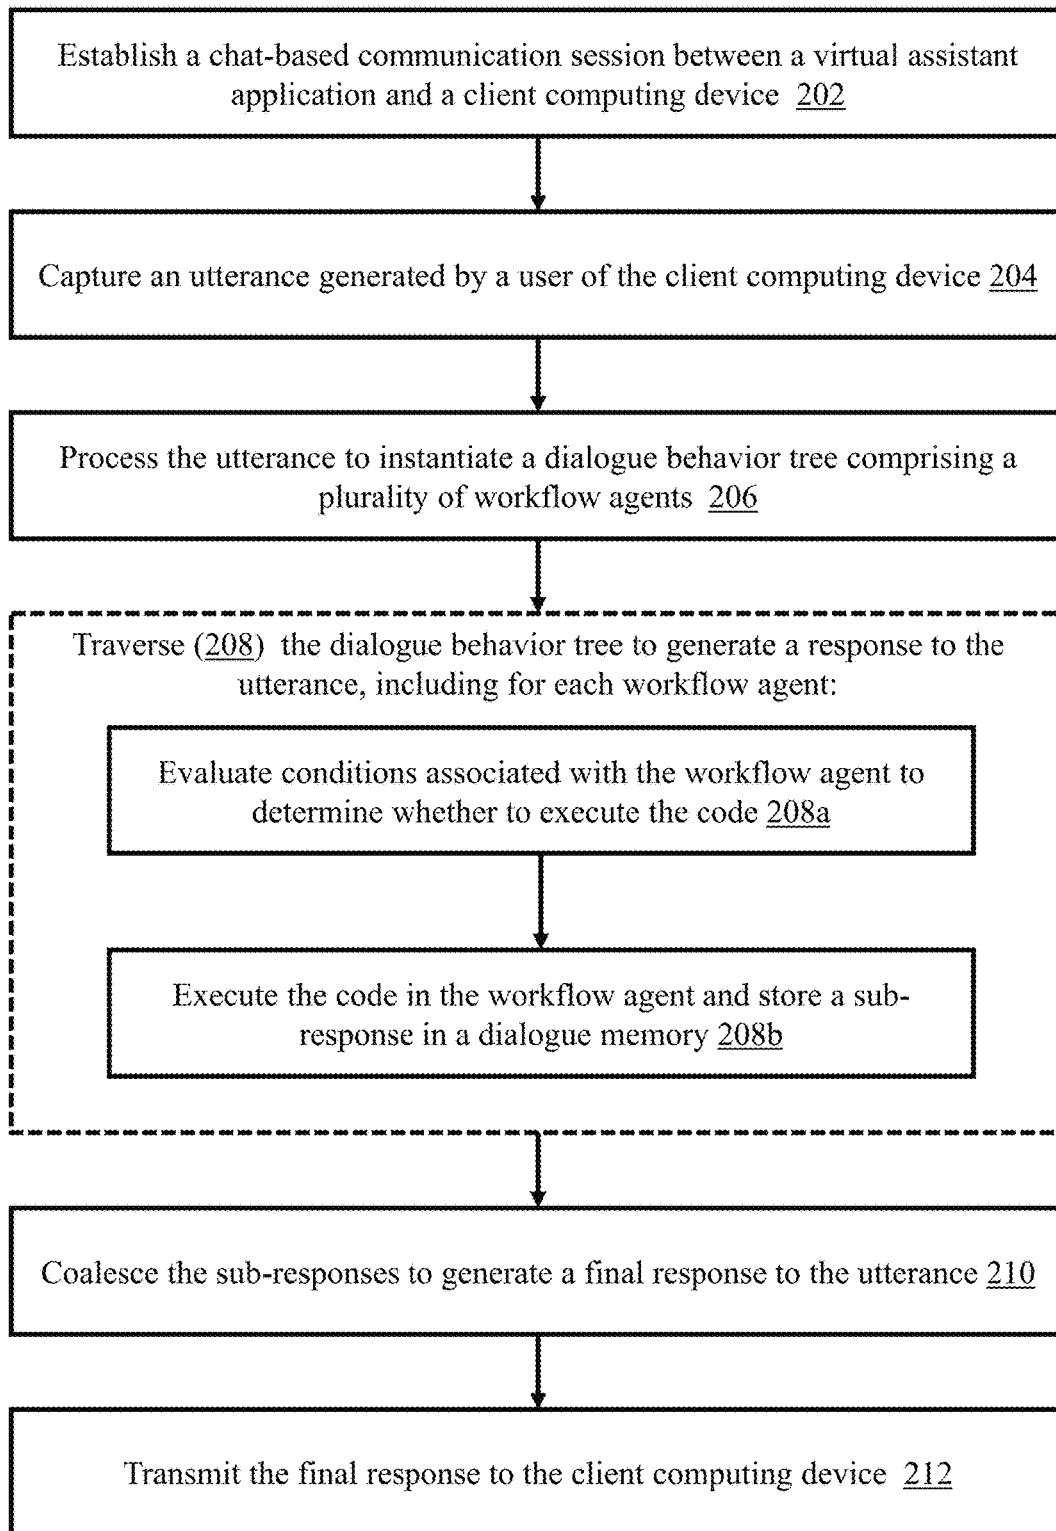 Establish a chat-based communication session between a virtual assistant
application and a client computing device 202
Capture an utterance generated by a user of the client computing device 204
Process the utterance to instantiate a dialogue behavior tree comprising a
plurality of workflow agents 206
Traverse (208) the dialogue behavior tree to generate a response to the
utterance, including for each workflow agent:
Evaluate conditions associated with the workflow agent to
determine whether to execute the code 208a
Execute the code in the workflow agent and store a sub-
response in a dialogue memory 208b
Coalesce the sub-responses to generate a final response to the utterance 210
Transmit the final response to the client computing device 212